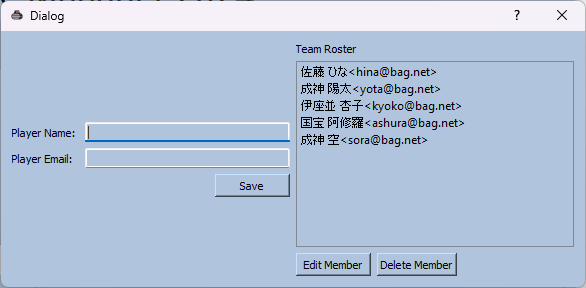 Dialog
Team Roster
佐藤 ひな<hina@bag.net>
成神 陽太<yota@bag.net>
伊座並 杏子<kyoko@bag.net>
国宝 阿修羅<ashura@bag.net>
成神 空<sora@bag.net>
Player Name:
Player Email:
Save
Edit Member
Delete Member